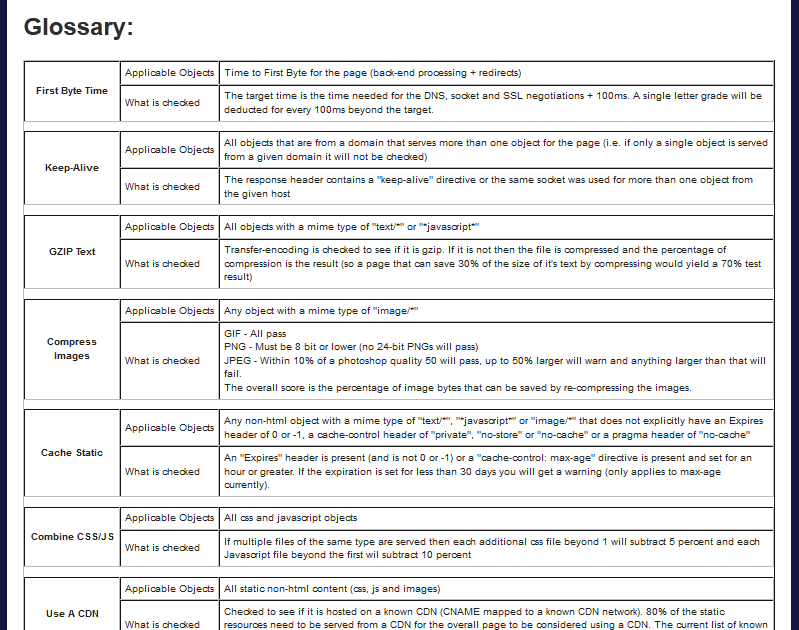 Glossary:
First Byte Time
Applicable Objects
Time to First Byte for the page (back-end processing + redirects)
What is checked
The target time is the time needed for the DNS, socket and SSL negotiations + 100ms. A single letter grade will be
deducted for every 100ms beyond the target.
Keep-Alive
Applicable Objects
All objects that are from a domain that serves more than one object for the page (i.e. if only a single object is served
from a given domain it will not be checked)
What is checked
The response header contains a "keep-alive" directive or the same socket was used for more than one object from
the given host
GZIP Text
Applicable Objects
All objects with a mime type of "text/*" or "*javascript*"
What is checked
Transfer-encoding is checked to see if it is gzip. If it is not then the file is compressed and the percentage of
compression is the result (so a page that can save 30% of the size of it's text by compressing would yield a 70% test
result)
Compress
Images
Applicable Objects
Any object with a mime type of "image/*"
What is checked
GIF - All pass
PNG - Must be 8 bit or lower (no 24-bit PNGs will pass)
JPEG - Within 10% of a photoshop quality 50 will pass, up to 50% larger will warn and anything larger than that will
fail.
The overall score is the percentage of image bytes that can be saved by re-compressing the images.
Cache Static
Applicable Objects
Any non-html object with a mime type of "text/*", "*javascript*" or "image/*" that does not explicitly have an Expires
header of 0 or -1, a cache-control header of "private", "no-store" or "no-cache" or a pragma header of "no-cache"
What is checked
An "Expires" header is present (and is not 0 or -1) or a "cache-control: max-age" directive is present and set for an
hour or greater. If the expiration is set for less than 30 days you will get a warning (only applies to max-age
currently).
Combine CSS/JS
Applicable Objects
All css and javascript objects
What is checked
If multiple files of the same type are served then each additional css file beyond 1 will subtract 5 percent and each
Javascript file beyond the first wil subtract 10 percent
Use A CDN
Applicable Objects
All static non-html content (css, js and images)
What is checked
Checked to see if it is hosted on a known CDN (CNAME mapped to a known CDN network). 80% of the static
resources need to be served from a CDN for the overall page to be considered using a CDN. The current list of known